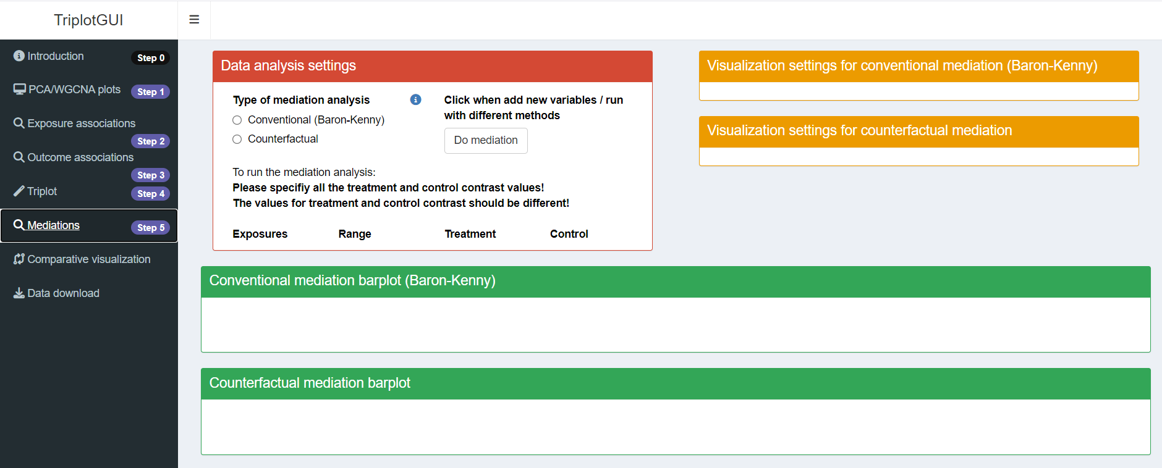 TriplotGUI
Introduction
Step 0
PCA/WGCNA plots
Step 1
Exposure associations
Step 2
Outcome associations
Step 3
Triplot
Step 4
Mediations
Step 5
Comparative visualization
Data download
Data analysis settings
Type of mediation analysis
Conventional (Baron-Kenny)
Counterfactual
Click when add new variables / run
with different methods
Do mediation
To run the mediation analysis:
Please specifiy all the treatment and control contrast values!
The values for treatment and control contrast should be different!
Exposures Range Treatment Control
Visualization settings for conventional mediation (Baron-Kenny)
Visualization settings for counterfactual mediation
Conventional mediation barplot (Baron-Kenny)
Counterfactual mediation barplot